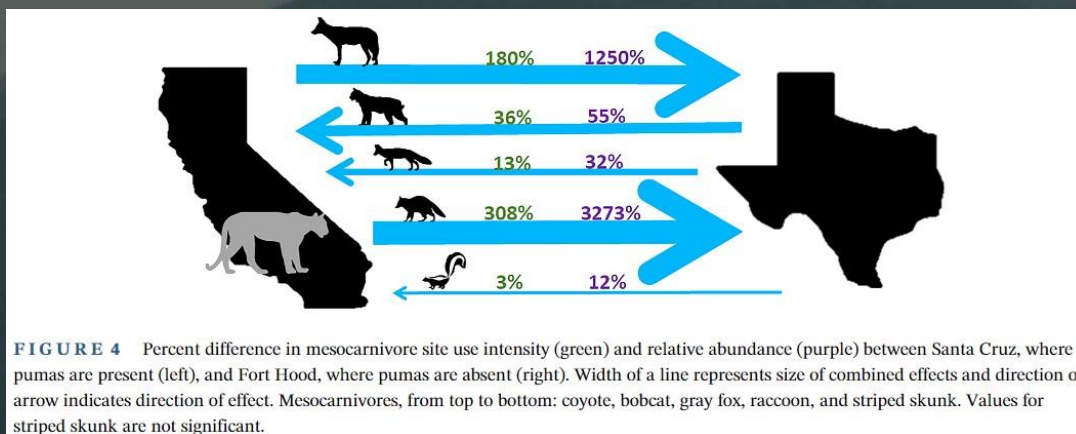 180% 1250%
36% 55%
13% 32%
308% 3273%
3% 12%
FIGURE 4 Percent difference in mesocarnivore site use intensity (green) and relative abundance (purple) between Santa Cruz, where
pumas are present (left), and Fort Hood, where pumas are absent (right). Width of a line represents size of combined effects and direction o
arrow indicates direction of effect. Mesocarnivores, from top to bottom: coyote, bobcat, gray fox, raccoon, and striped skunk. Values for
striped skunk are not significant.